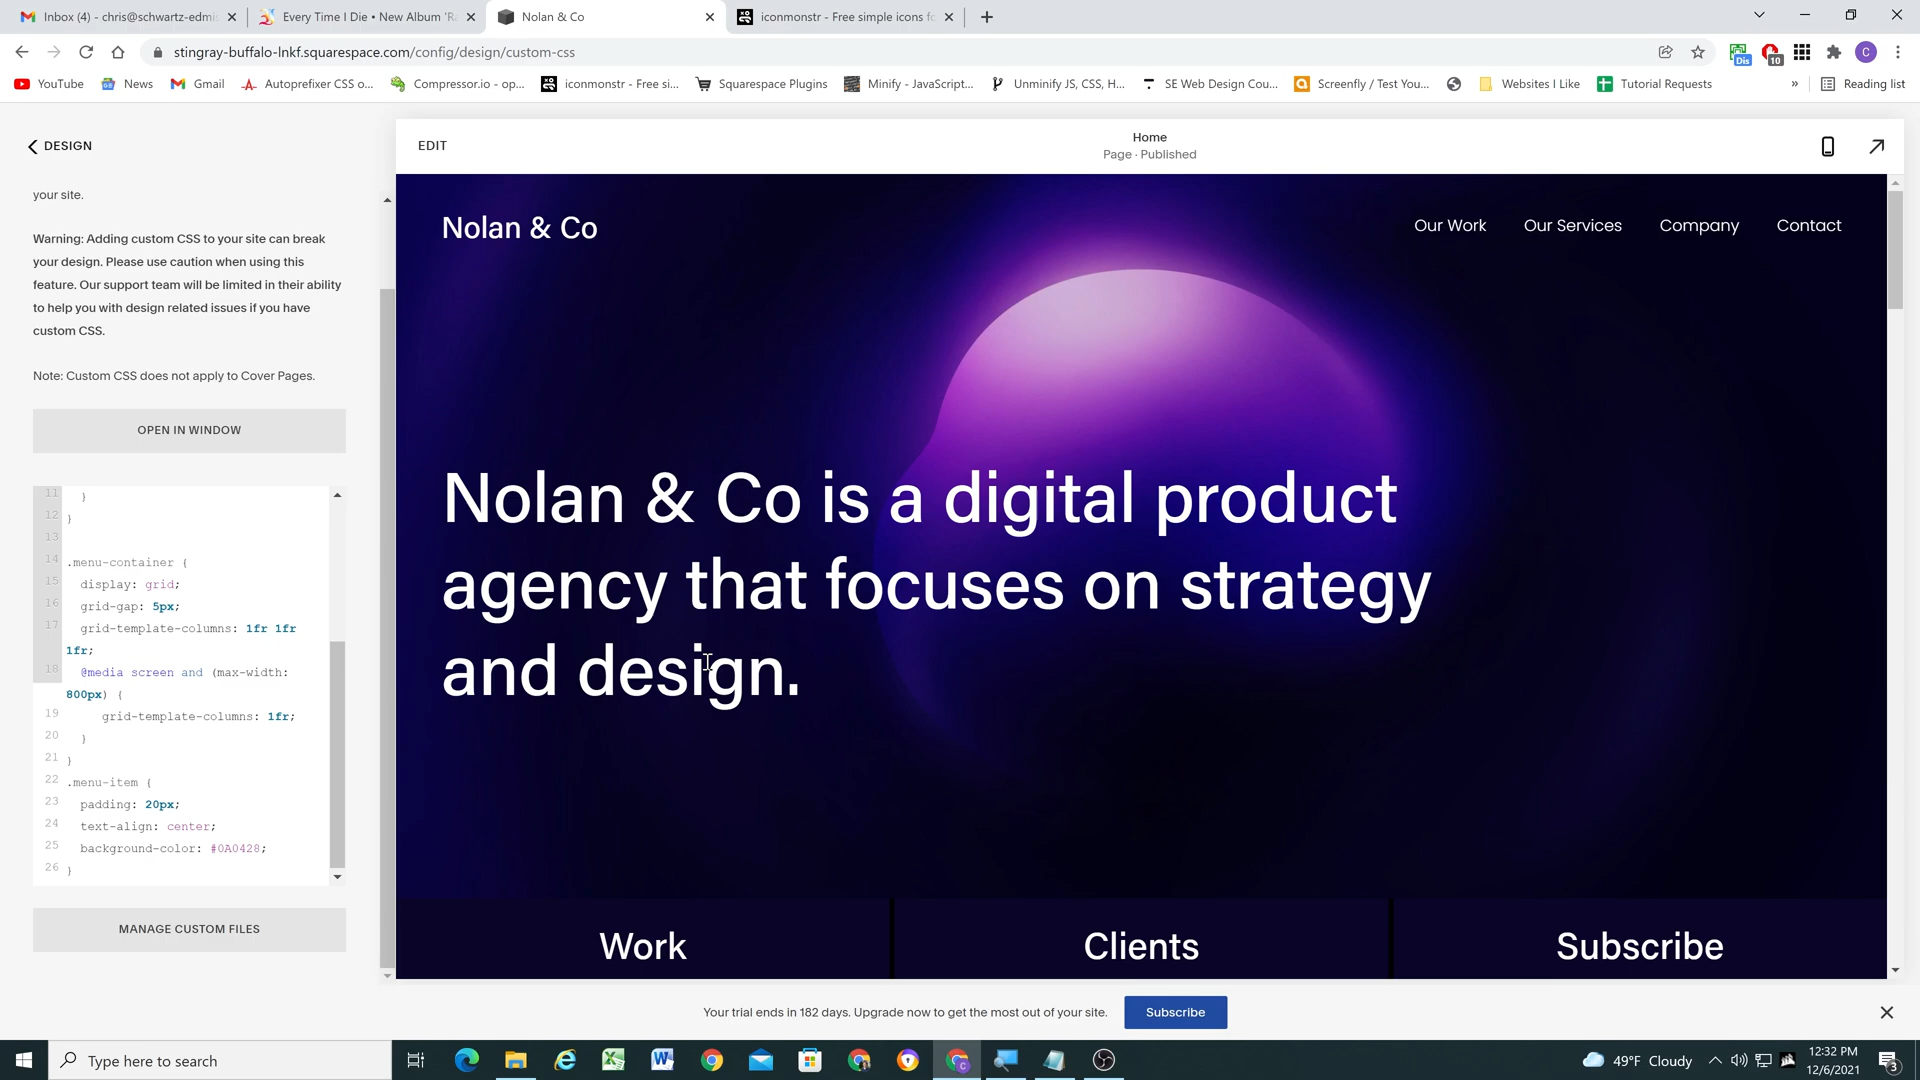 Inbox (4) - chris@schwartz-edmis
Every Time I Die • New Album 'Ra
Nolan & Co
iconmonstr - Free simple icons fo
stingray-buffalo-lnkf.squarespace.com/config/design/custom-css
Dis
10
C
YouTube
News
Gmail
Autoprefixer CSS o...
Compressor.io - op...
iconmonstr - Free si...
Squarespace Plugins
Minify - JavaScript...
Unminify JS, CSS, H...
SE Web Design Cou...
Screenfly / Test You...
Websites I Like
Tutorial Requests
»
Reading list
DESIGN
your site.
Warning: Adding custom CSS to your site can break
your design. Please use caution when using this
feature. Our support team will be limited in their ability
to help you with design related issues if you have
custom CSS.
Note: Custom CSS does not apply to Cover Pages.
OPEN IN WINDOW
11 }
12 }
13
14 .menu-container {
15 display: grid;
16 grid-gap: 5px;
17 grid-template-columns: 1fr 1fr
1fr;
18 @media screen and (max-width:
800px) {
19 grid-template-columns: 1fr;
20 }
21 }
22 .menu-item {
23 padding: 20px;
24 text-align: center;
25 background-color: #0A0428;
26 }
MANAGE CUSTOM FILES
EDIT
Home
Page · Published
Nolan & Co
Our Work
Our Services
Company
Contact
Nolan & Co is a digital product
agency that focuses on strategy
and design.
Work
Clients
Subscribe
Your trial ends in 182 days. Upgrade now to get the most out of your site.
Subscribe
Type here to search
49°F Cloudy
12:32 PM
12/6/2021
3